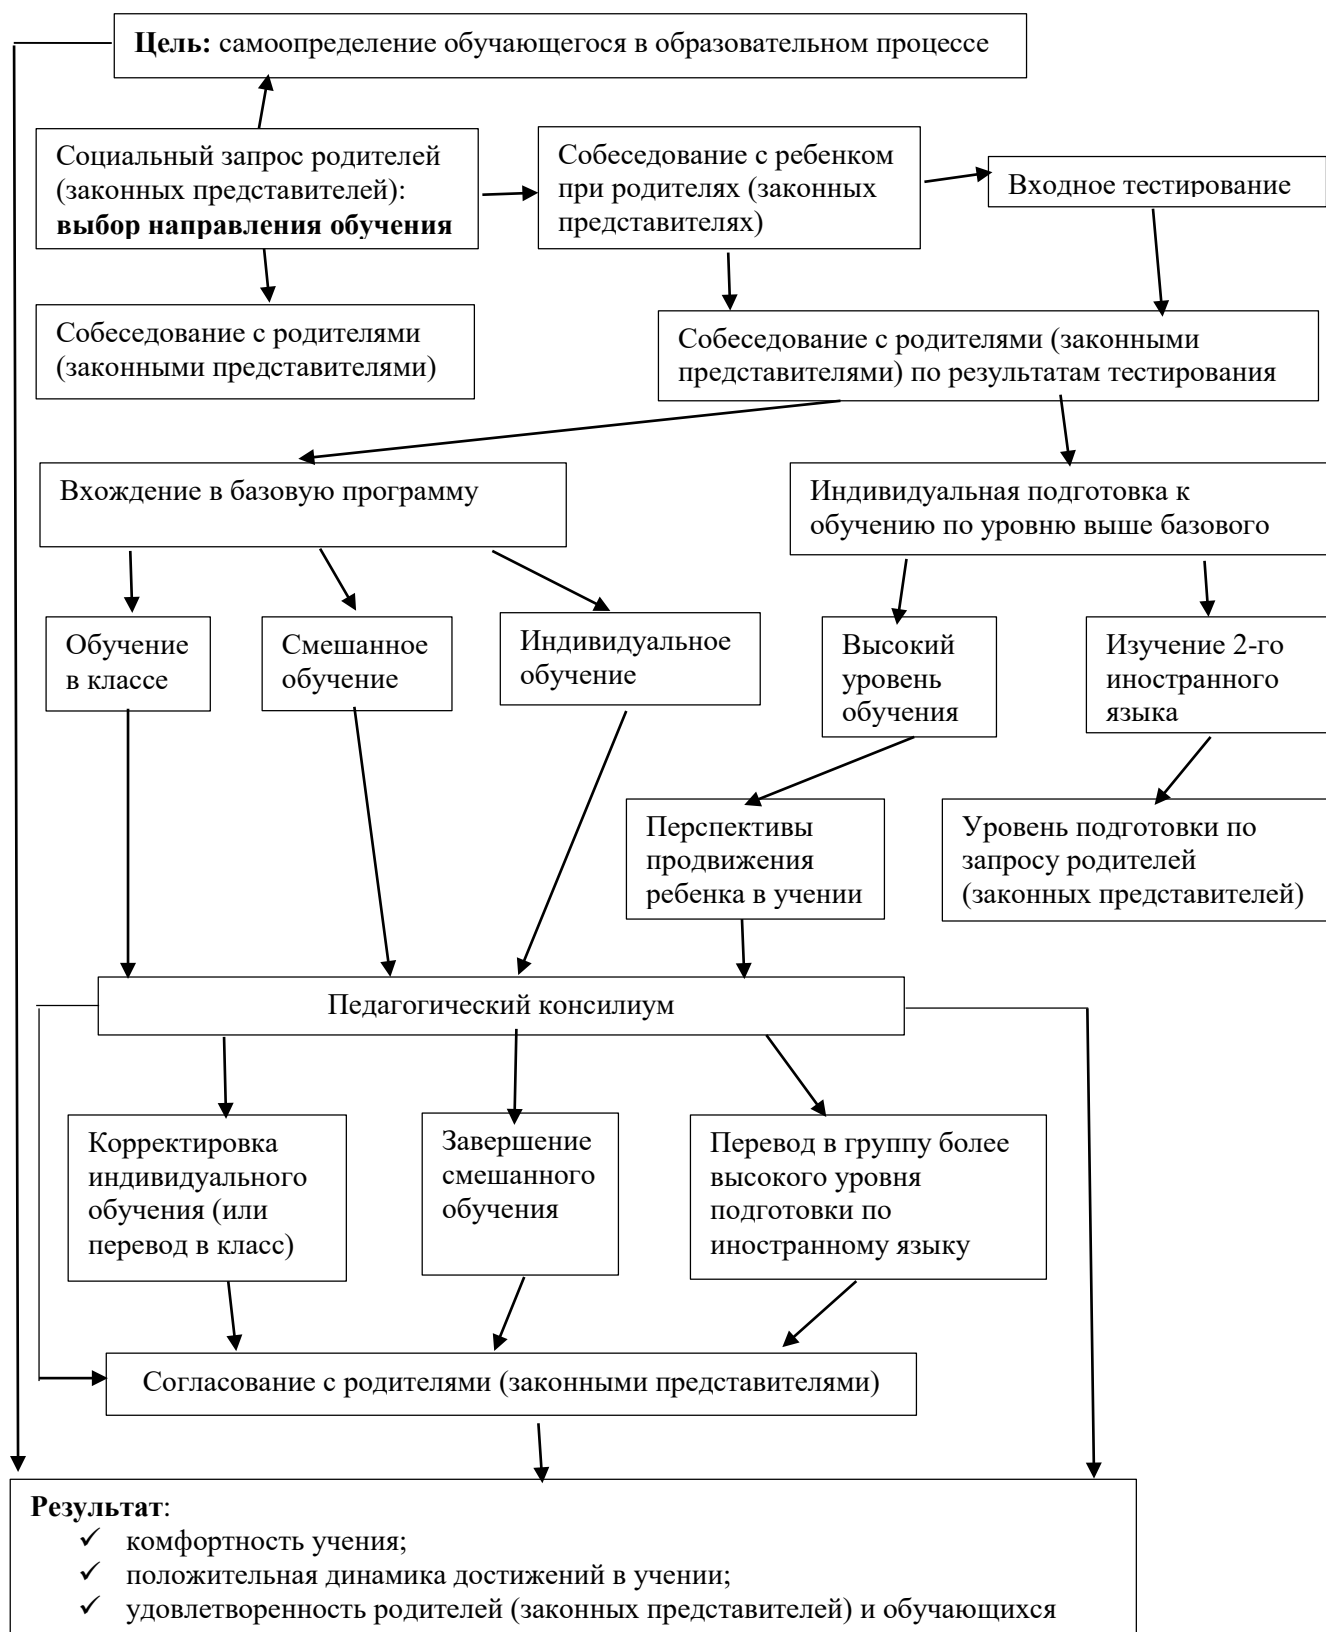 Цель: самоопределение обучающегося в образовательном процессе
Социальный запрос родителей
(законных представителей):
выбор направления обучения
Собеседование с ребенком
при родителях (законных
представителях)
Входное тестирование
Собеседование с родителями
(законными представителями)
Собеседование с родителями (законными
представителями) по результатам тестирования
Вхождение в базовую программу
Индивидуальная подготовка к
обучению по уровню выше базового
Обучение
в классе
Смешанное
обучение
Индивидуальное
обучение
Высокий
уровень
обучения
Изучение 2-го
иностранного
языка
Перспективы
продвижения
ребенка в учении
Уровень подготовки по
запросу родителей
(законных представителей)
Педагогический консилиум
Корректировка
индивидуального
обучения (или
перевод в класс)
Завершение
смешанного
обучения
Перевод в группу более
высокого уровня
подготовки по
иностранному языку
Согласование с родителями (законными представителями)
Результат:
✓ комфортность учения;
✓ положительная динамика достижений в учении;
✓ удовлетворенность родителей (законных представителей) и обучающихся